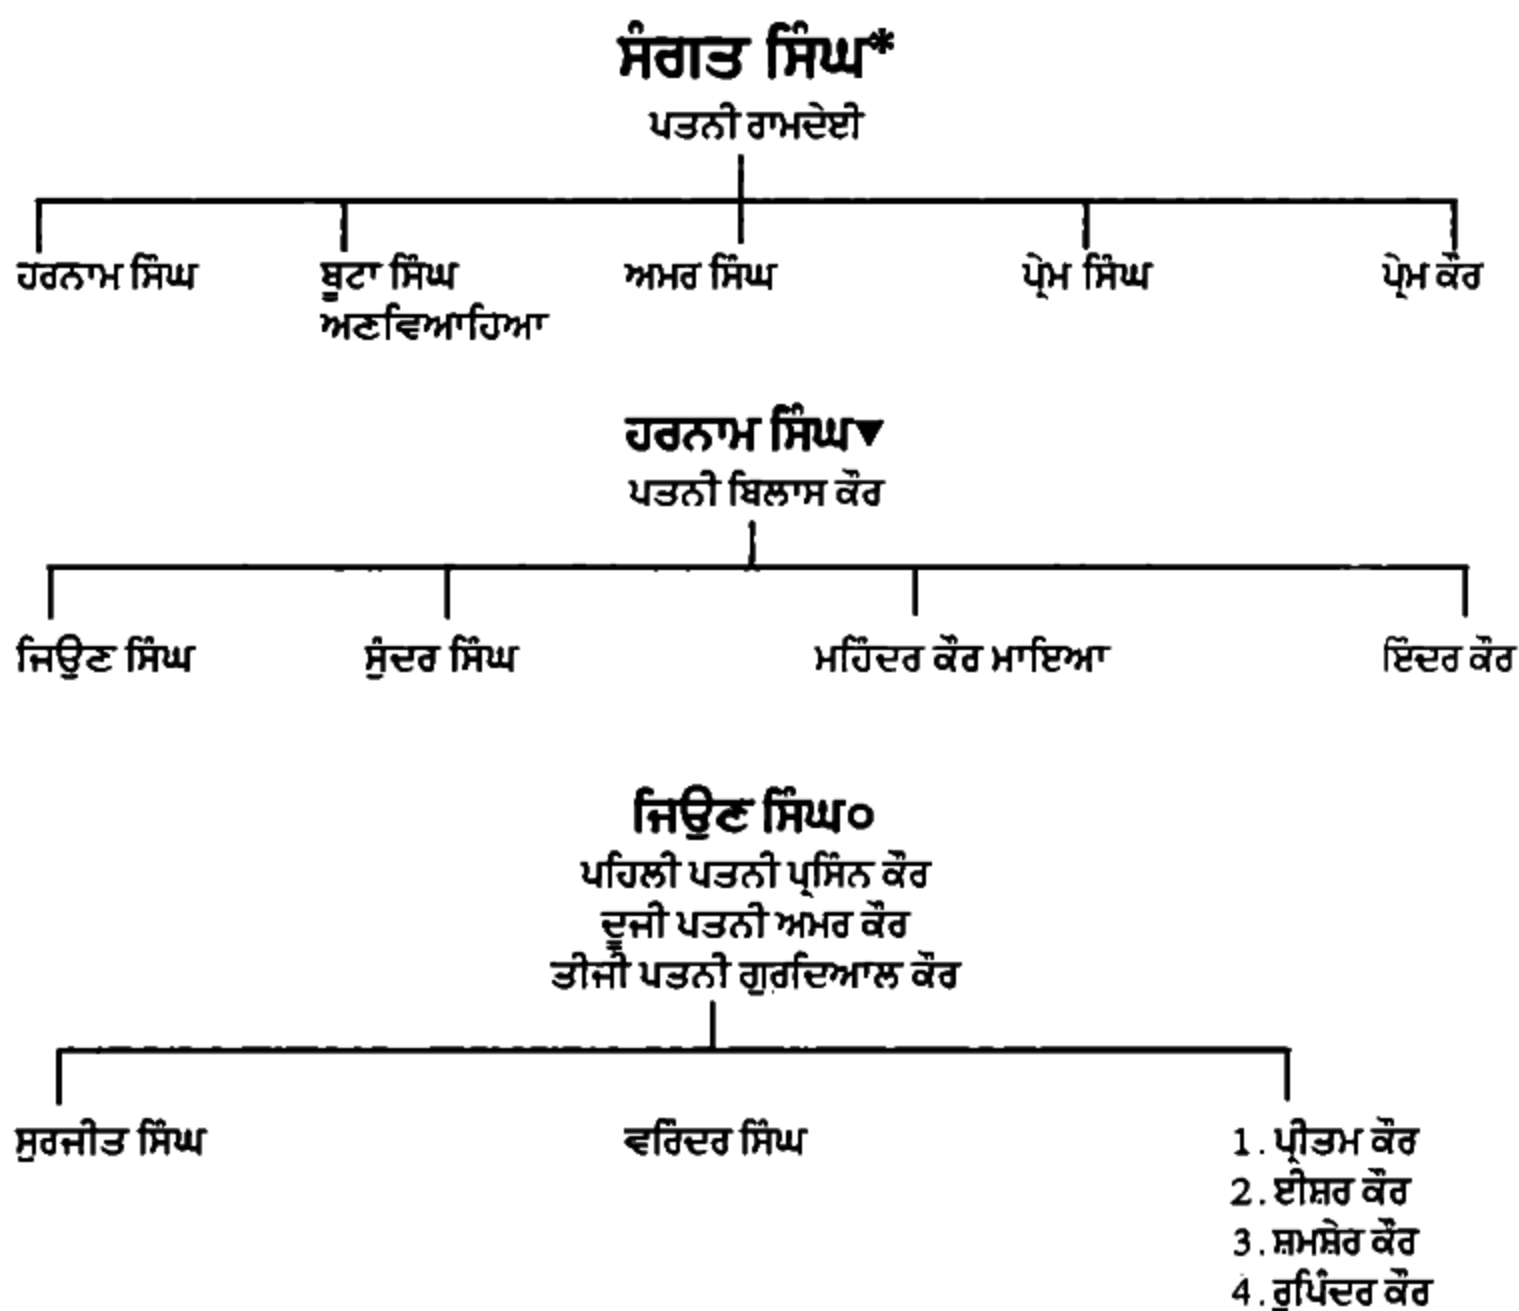 ਸੰਗਤ ਸਿੰਘ*
ਪਤਨੀ ਰਾਮਦੇਈ
ਹਰਨਾਮ ਸਿੰਘ ਬੂਟਾ ਸਿੰਘ ਅਮਰ ਸਿੰਘ ਪ੍ਰੇਮ ਸਿੰਘ ਪ੍ਰੇਮ ਕੌਰ
ਅਣਵਿਆਹਿਆ
ਹਰਨਾਮ ਸਿੰਘ▼
ਪਤਨੀ ਬਿਲਾਸ ਕੌਰ
ਜਿਉਣ ਸਿੰਘ ਸੁੰਦਰ ਸਿੰਘ ਮਹਿੰਦਰ ਕੌਰ ਮਾਇਆ ਇੰਦਰ ਕੌਰ
ਜਿਉਣ ਸਿੰਘ○
ਪਹਿਲੀ ਪਤਨੀ ਪ੍ਰਸਿੰਨ ਕੌਰ
ਦੂਜੀ ਪਤਨੀ ਅਮਰ ਕੌਰ
ਤੀਜੀ ਪਤਨੀ ਗੁਰਦਿਆਲ ਕੌਰ
ਸੁਰਜੀਤ ਸਿੰਘ ਵਰਿੰਦਰ ਸਿੰਘ 1. ਪ੍ਰੀਤਮ ਕੌਰ
2. ਈਸ਼ਰ ਕੌਰ
3. ਸ਼ਮਸ਼ੇਰ ਕੌਰ
4. ਰੁਪਿੰਦਰ ਕੌਰ